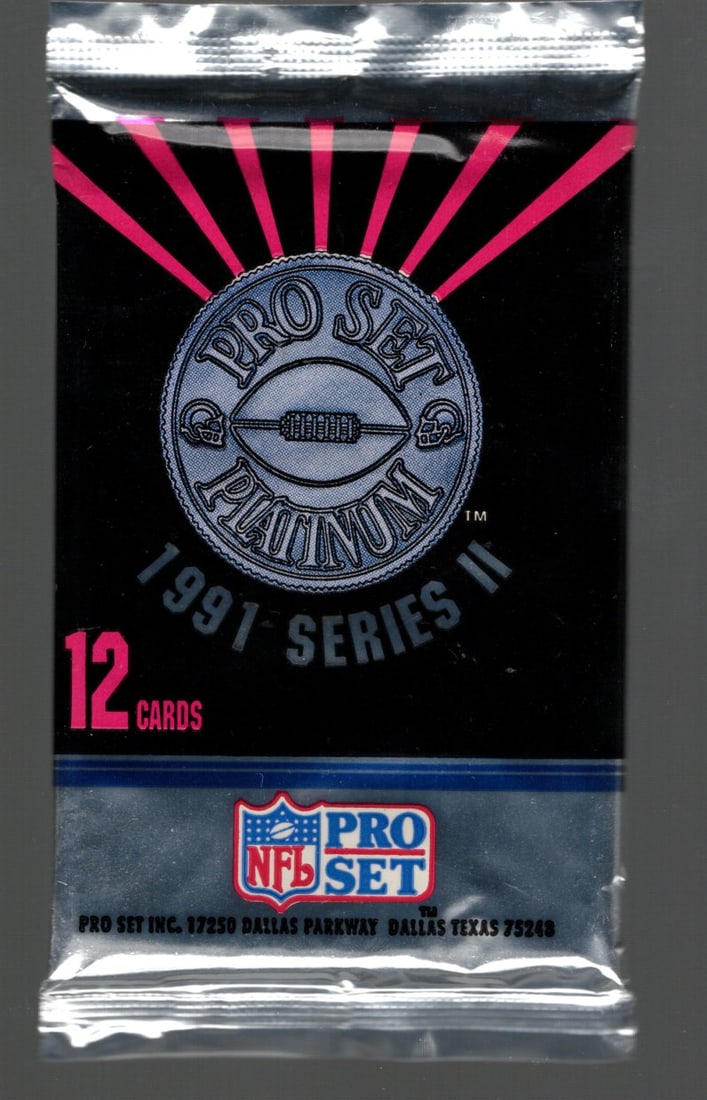 PRO SET
PLATINUM
TM
1991 SERIES II
12 CARDS
NFL
PRO
SET
TM
PRO SET INC. 17250 DALLAS PARKWAY DALLAS TEXAS 75248